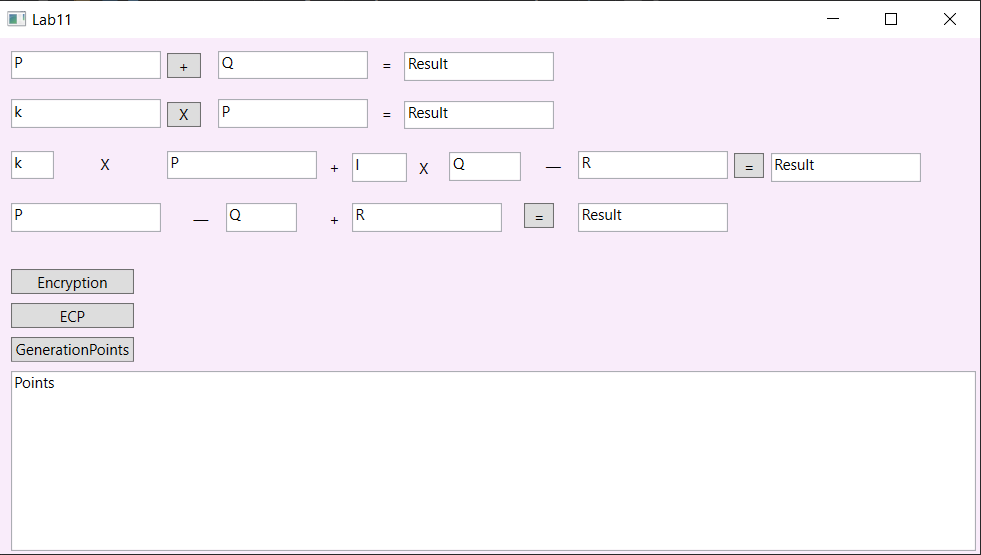 Lab11
P + Q = Result
k X P = Result
k X P + l X Q — R = Result
P — Q + R = Result
Encryption
ECP
GenerationPoints
Points